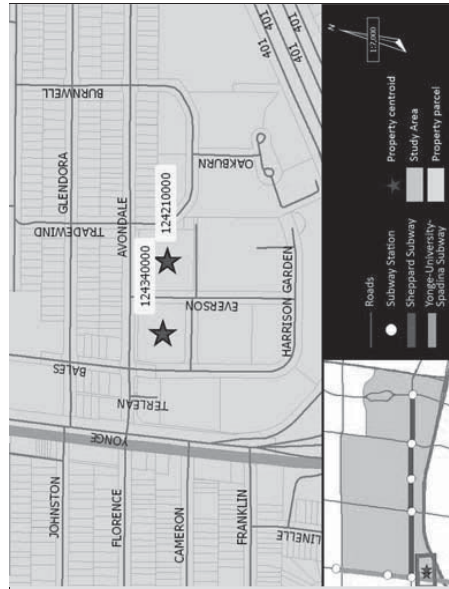 401
401
401
401
BURNWELL
GLENDORA
OAKBURN
TRADEWIND
AVONDALE
124210000
124340000
EVERSON
HARRISON GARDEN
BALES
TERLEAN
YONGE
JOHNSTON
FLORENCE
CAMERON
FRANKLIN
LINELLE
N
1:2,000
Roads
Subway Station
Sheppard Subway
Yonge-University-
Spadina Subway
Property centroid
Study Area
Property parcel